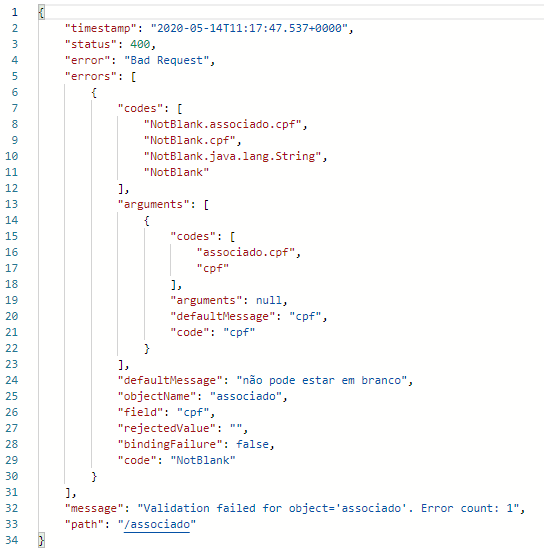 1 {
2 "timestamp": "2020-05-14T11:17:47.537+0000",
3 "status": 400,
4 "error": "Bad Request",
5 "errors": [
6 {
7 "codes": [
8 "NotBlank.associado.cpf",
9 "NotBlank.cpf",
10 "NotBlank.java.lang.String",
11 "NotBlank"
12 ],
13 "arguments": [
14 {
15 "codes": [
16 "associado.cpf",
17 "cpf"
18 ],
19 "arguments": null,
20 "defaultMessage": "cpf",
21 "code": "cpf"
22 }
23 ],
24 "defaultMessage": "não pode estar em branco",
25 "objectName": "associado",
26 "field": "cpf",
27 "rejectedValue": "",
28 "bindingFailure": false,
29 "code": "NotBlank"
30 }
31 ],
32 "message": "Validation failed for object='associado'. Error count: 1",
33 "path": "/associado"
34 }